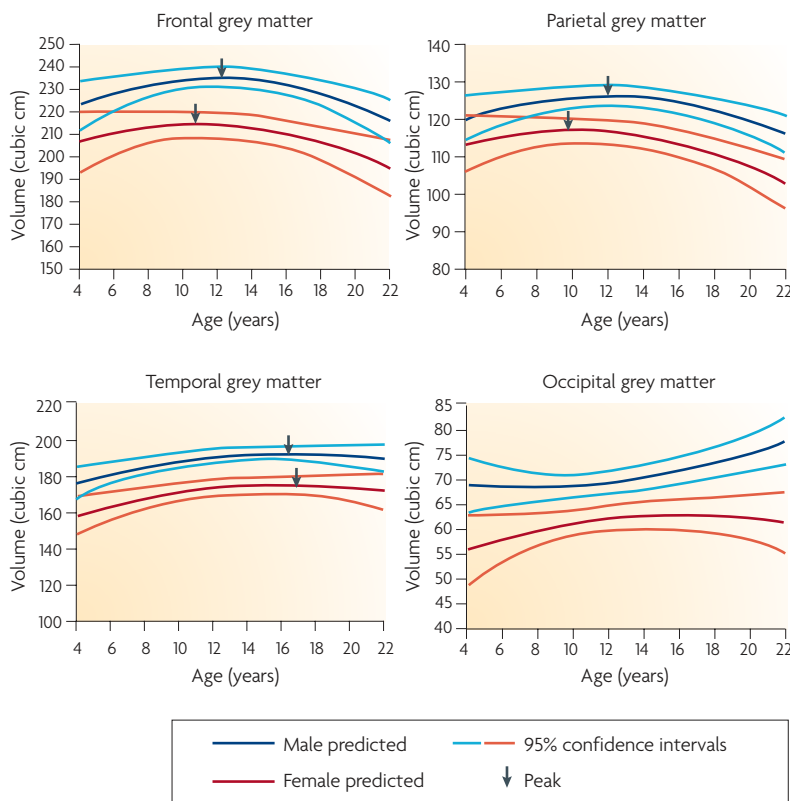 Frontal grey matter
Volume (cubic cm)
250
240
230
220
210
200
190
180
170
160
150
4 6 8 10 12 14 16 18 20 22
Age (years)
Parietal grey matter
Volume (cubic cm)
140
130
120
110
100
90
80
4 6 8 10 12 14 16 18 20 22
Age (years)
Temporal grey matter
Volume (cubic cm)
220
200
180
160
140
120
100
4 6 8 10 12 14 16 18 20 22
Age (years)
Occipital grey matter
Volume (cubic cm)
85
80
75
70
65
60
55
50
45
40
4 6 8 10 12 14 16 18 20 22
Age (years)
Male predicted
95% confidence intervals
Female predicted
Peak